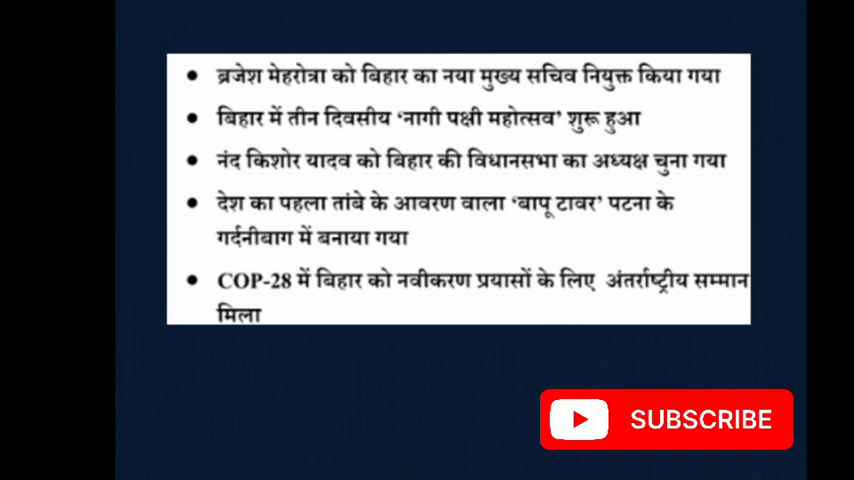 • ब्रजेश मेहरोत्रा को बिहार का नया मुख्य सचिव नियुक्त किया गया
• बिहार में तीन दिवसीय ‘नागी पक्षी महोत्सव’ शुरू हुआ
• नंद किशोर यादव को बिहार की विधानसभा का अध्यक्ष चुना गया
• देश का पहला तांबे के आवरण वाला ‘बापू टावर’ पटना के
गर्दनीबाग में बनाया गया
• COP-28 में बिहार को नवीकरण प्रयासों के लिए अंतर्राष्ट्रीय सम्मान
मिला
SUBSCRIBE